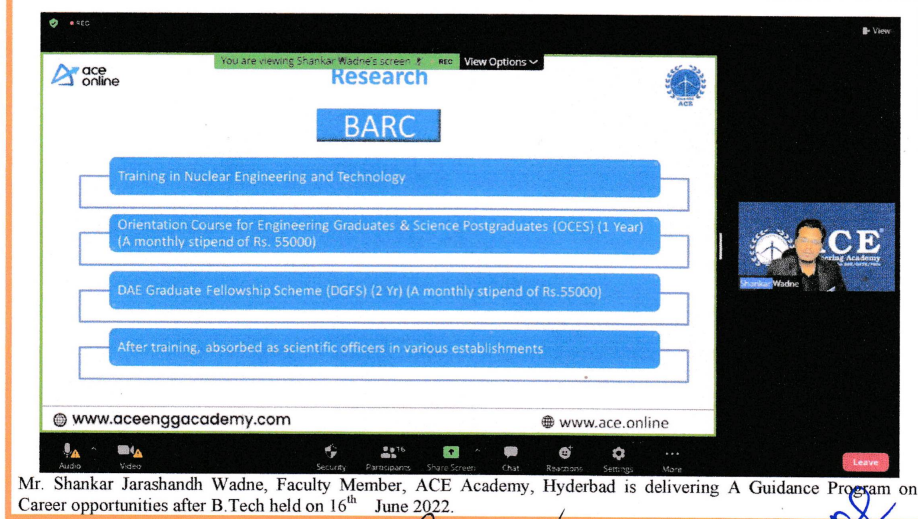 REC
View
You are viewing Shankar Wadne's screen REC View Options
ace
online
Research
ACE
BARC
Training in Nuclear Engineering and Technology
Orientation Course for Engineering Graduates & Science Postgraduates (OCES) (1 Year)
(A monthly stipend of Rs. 55000)
DAE Graduate Fellowship Scheme (DGFS) (2 Yr) (A monthly stipend of Rs.55000)
After training, absorbed as scientific officers in various establishments
ACE
Engineering Academy
Shankar Wadne
www.aceenggacademy.com
www.ace.online
16
Audio Video Security Participants Share Screen Chat Reactions Settings More Leave
Mr. Shankar Jarashandh Wadne, Faculty Member, ACE Academy, Hyderbad is delivering A Guidance Program on
Career opportunities after B.Tech held on 16th June 2022.